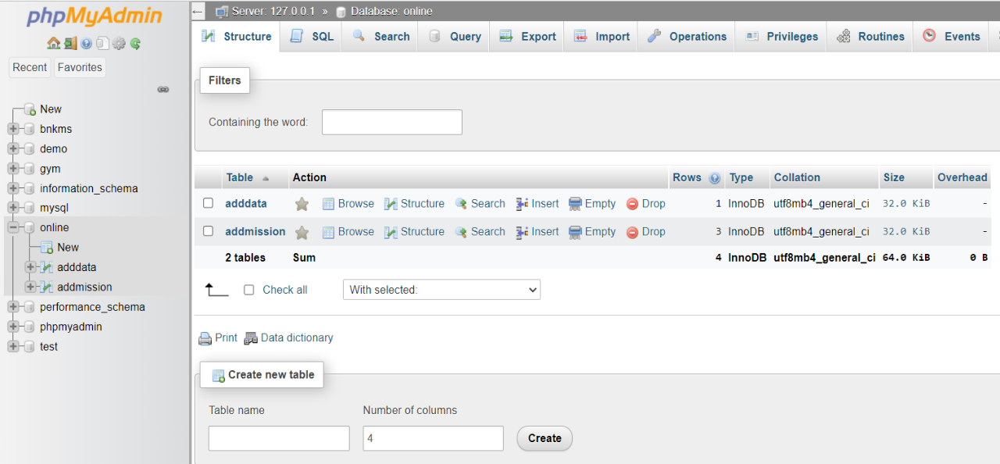 phpMyAdmin
Recent Favorites
New
bnkms
demo
gym
information_schema
mysql
online
New
adddata
addmission
performance_schema
phpmyadmin
test
Server: 127.0.0.1 » Database: online
Structure SQL Search Query Export Import Operations Privileges Routines Events
Filters
Containing the word:
Table Action Rows Type Collation Size Overhead
adddata Browse Structure Search Insert Empty Drop 1 InnoDB utf8mb4_general_ci 32.0 KiB -
addmission Browse Structure Search Insert Empty Drop 3 InnoDB utf8mb4_general_ci 32.0 KiB -
2 tables Sum 4 InnoDB utf8mb4_general_ci 64.0 KiB 0 B
Check all With selected:
Print Data dictionary
Create new table
Table name Number of columns
4 Create